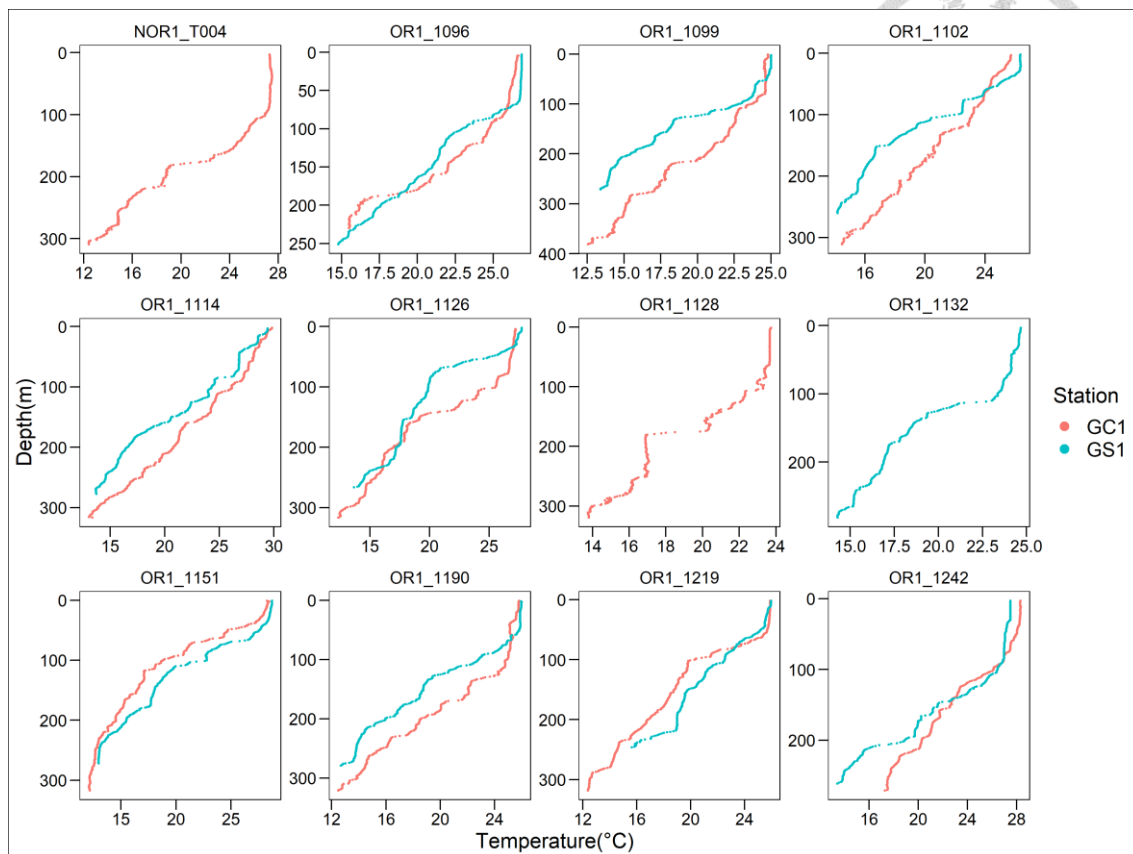 NOR1_T004 OR1_1096 OR1_1099 OR1_1102
0 0 0 0
100 50 100 100
200 100 200 200
300 150 300 300
200 400
250
12 16 20 24 28 15.0 17.5 20.0 22.5 25.0 12.5 15.0 17.5 20.0 22.5 25.0 16 20 24
OR1_1114 OR1_1126 OR1_1128 OR1_1132
0 0 0 0
100 100 100 100
200 200 200 200
300 300 300
15 20 25 30 15 20 25 14 16 18 20 22 24 15.0 17.5 20.0 22.5 25.0
OR1_1151 OR1_1190 OR1_1219 OR1_1242
0 0 0 0
100 100 100 100
200 200 200 200
300 300 300
15 20 25 12 16 20 24 16 20 24 16 20 24 28
Depth(m)
Temperature(°C)
Station
GC1
GS1